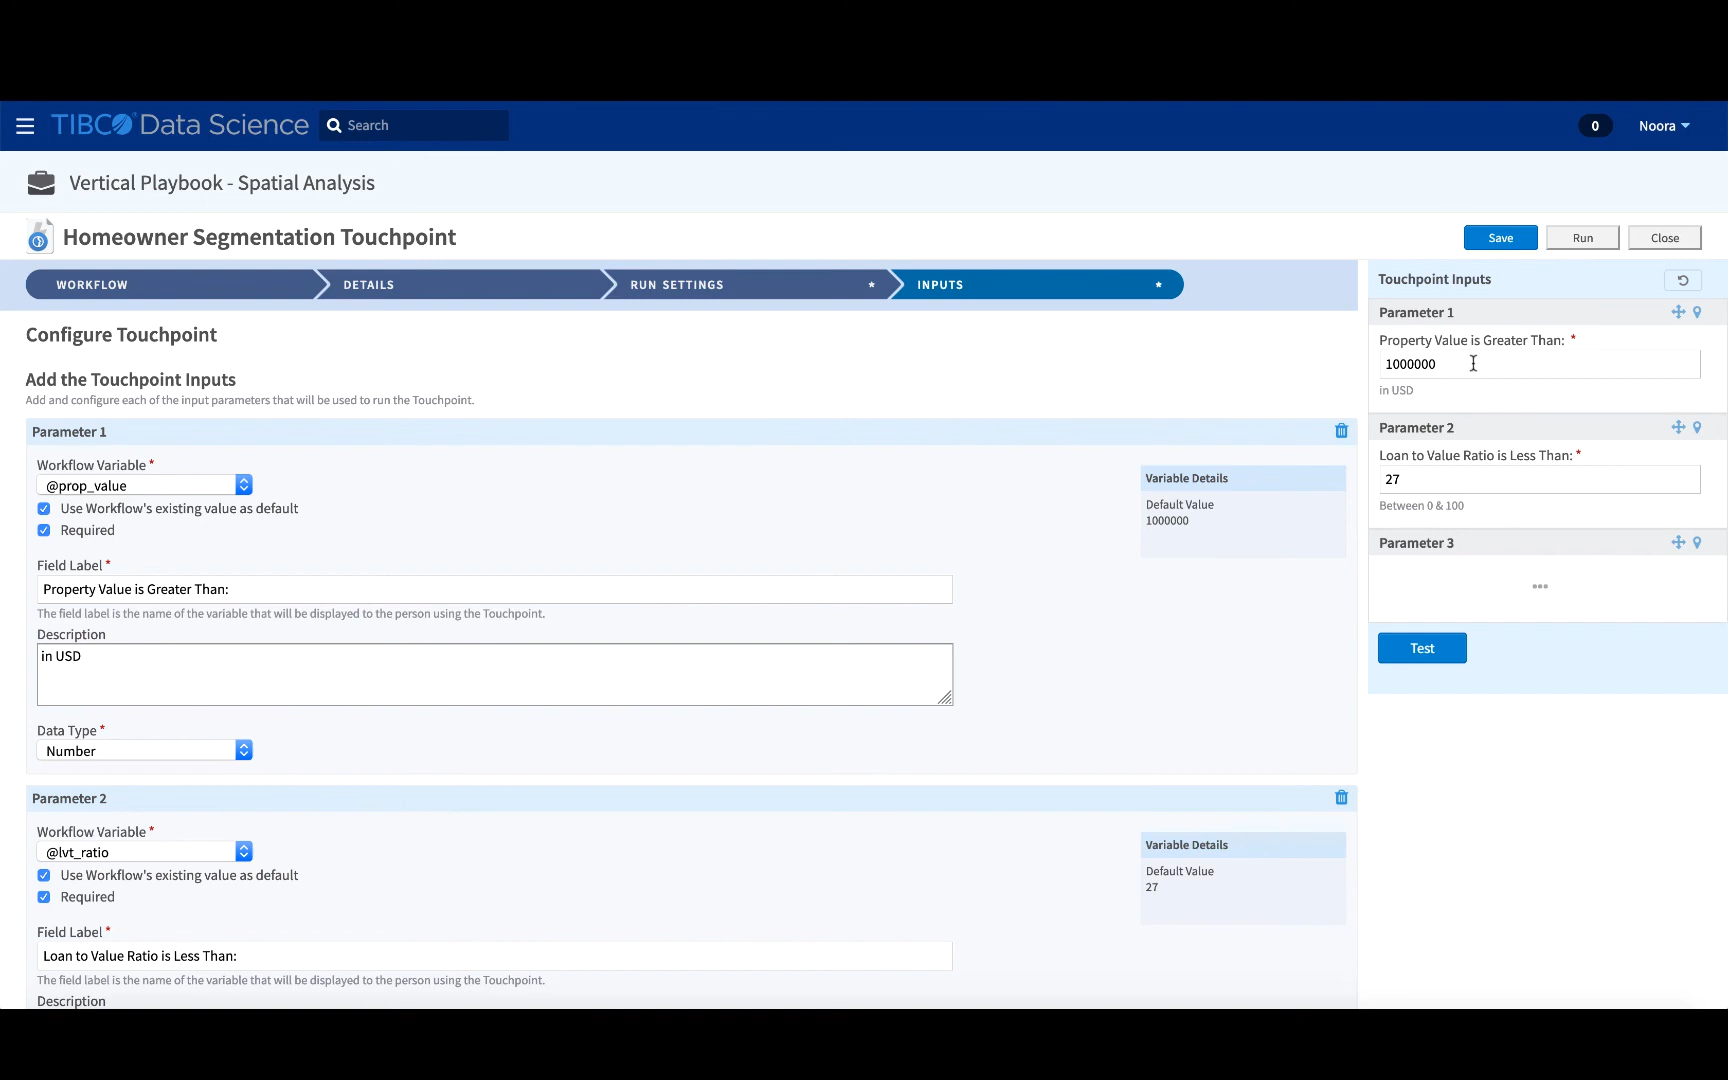 TIBCO Data Science
Search
0
Noora
Vertical Playbook - Spatial Analysis
Homeowner Segmentation Touchpoint
Save
Run
Close
WORKFLOW
DETAILS
RUN SETTINGS *
INPUTS *
Configure Touchpoint
Add the Touchpoint Inputs
Add and configure each of the input parameters that will be used to run the Touchpoint.
Parameter 1
Workflow Variable *
@prop_value
Use Workflow's existing value as default
Required
Field Label *
Property Value is Greater Than:
The field label is the name of the variable that will be displayed to the person using the Touchpoint.
Description
in USD
Data Type *
Number
Variable Details
Default Value
1000000
Parameter 2
Workflow Variable *
@lvt_ratio
Use Workflow's existing value as default
Required
Field Label *
Loan to Value Ratio is Less Than:
The field label is the name of the variable that will be displayed to the person using the Touchpoint.
Description
Variable Details
Default Value
27
Touchpoint Inputs
Parameter 1
Property Value is Greater Than: *
1000000
in USD
Parameter 2
Loan to Value Ratio is Less Than: *
27
Between 0 & 100
Parameter 3
Test